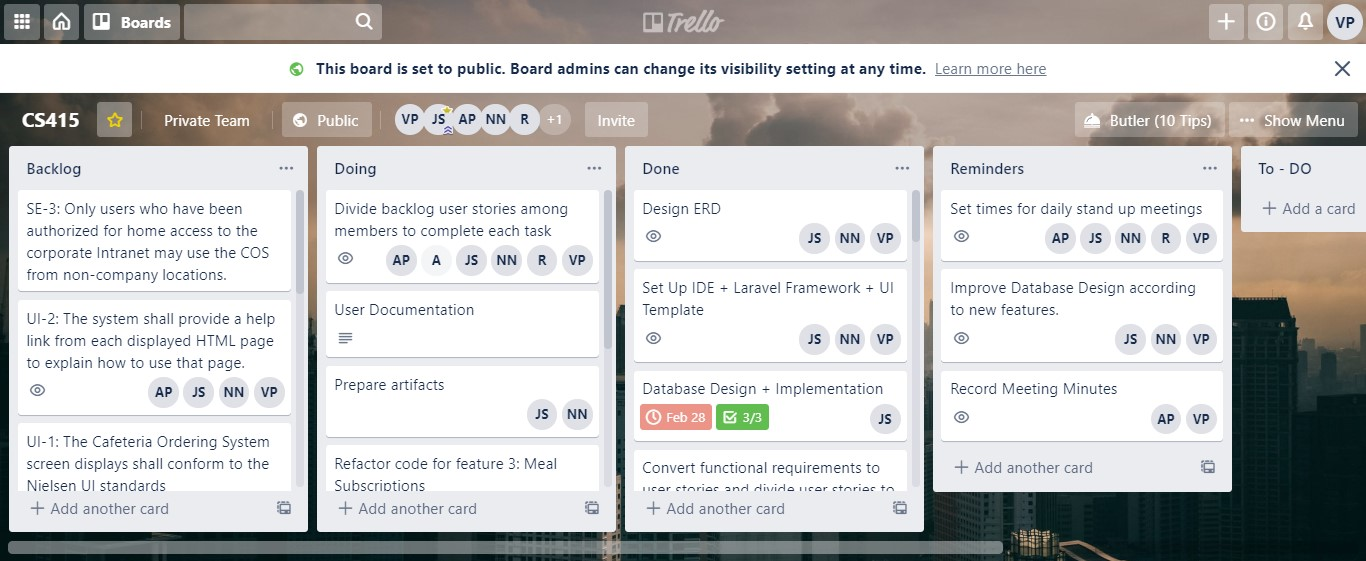 Boards
Trello
VP
This board is set to public. Board admins can change its visibility setting at any time. Learn more here
CS415
Private Team
Public
VP JS AP NN R +1
Invite
Butler (10 Tips)
Show Menu
Backlog
SE-3: Only users who have been
authorized for home access to the
corporate Intranet may use the COS
from non-company locations.
UI-2: The system shall provide a help
link from each displayed HTML page
to explain how to use that page.
AP JS NN VP
UI-1: The Cafeteria Ordering System
screen displays shall conform to the
Nielsen UI standards
+ Add another card
Doing
Divide backlog user stories among
members to complete each task
AP A JS NN R VP
User Documentation
Prepare artifacts
JS NN
Refactor code for feature 3: Meal
Subscriptions
+ Add another card
Done
Design ERD
JS NN VP
Set Up IDE + Laravel Framework + UI
Template
JS NN VP
Database Design + Implementation
Feb 28 3/3 JS
Convert functional requirements to
user stories and divide user stories to
+ Add another card
Reminders
Set times for daily stand up meetings
AP JS NN R VP
Improve Database Design according
to new features.
JS NN VP
Record Meeting Minutes
AP VP
+ Add another card
To - DO
+ Add a card